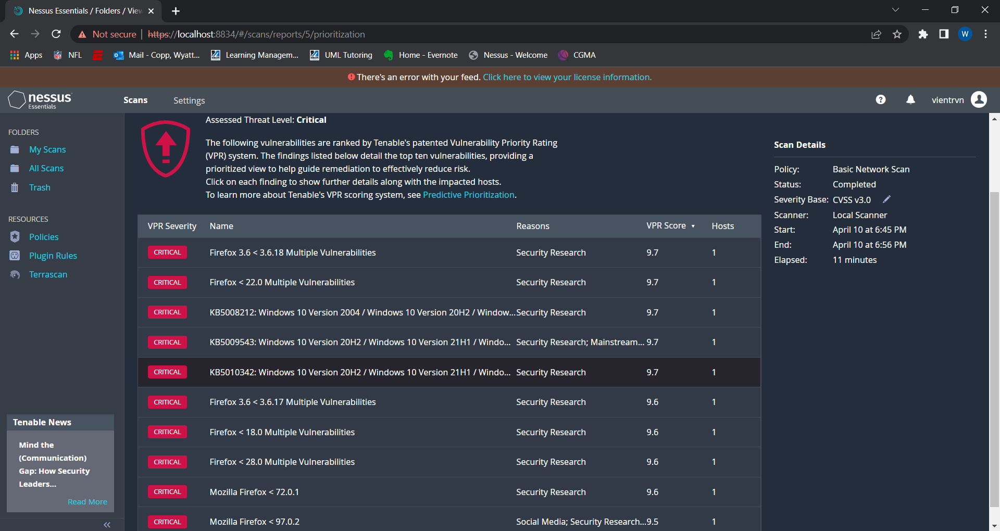 Nessus Essentials / Folders / View
Not secure | https://localhost:8834/#/scans/reports/5/prioritization
W
Apps NFL Mail - Copp, Wyatt... Learning Managem... UML Tutoring Home - Evernote Nessus - Welcome CGMA
There's an error with your feed. Click here to view your license information.
nessus
Essentials
Scans Settings
vientrvn
FOLDERS
My Scans
All Scans
Trash
RESOURCES
Policies
Plugin Rules
Terrascan
Tenable News
Mind the
(Communication)
Gap: How Security
Leaders...
Read More
Assessed Threat Level: Critical
The following vulnerabilities are ranked by Tenable's patented Vulnerability Priority Rating
(VPR) system. The findings listed below detail the top ten vulnerabilities, providing a
prioritized view to help guide remediation to effectively reduce risk.
Click on each finding to show further details along with the impacted hosts.
To learn more about Tenable's VPR scoring system, see Predictive Prioritization.
VPR Severity Name Reasons VPR Score Hosts
CRITICAL Firefox 3.6 < 3.6.18 Multiple Vulnerabilities Security Research 9.7 1
CRITICAL Firefox < 22.0 Multiple Vulnerabilities Security Research 9.7 1
CRITICAL KB5008212: Windows 10 Version 2004 / Windows 10 Version 20H2 / Window... Security Research 9.7 1
CRITICAL KB5009543: Windows 10 Version 20H2 / Windows 10 Version 21H1 / Windo... Security Research; Mainstream... 9.7 1
CRITICAL KB5010342: Windows 10 Version 20H2 / Windows 10 Version 21H1 / Windo... Security Research 9.7 1
CRITICAL Firefox 3.6 < 3.6.17 Multiple Vulnerabilities Security Research 9.6 1
CRITICAL Firefox < 18.0 Multiple Vulnerabilities Security Research 9.6 1
CRITICAL Firefox < 28.0 Multiple Vulnerabilities Security Research 9.6 1
CRITICAL Mozilla Firefox < 72.0.1 Security Research 9.6 1
CRITICAL Mozilla Firefox < 97.0.2 Social Media; Security Research... 9.5 1
Scan Details
Policy: Basic Network Scan
Status: Completed
Severity Base: CVSS v3.0
Scanner: Local Scanner
Start: April 10 at 6:45 PM
End: April 10 at 6:56 PM
Elapsed: 11 minutes